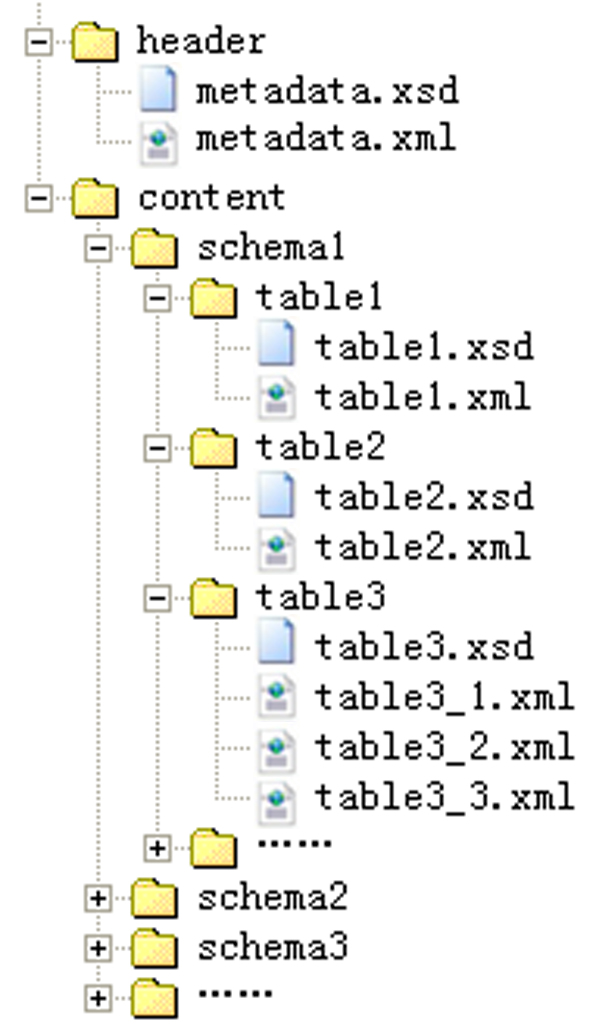 header
metadata.xsd
metadata.xml
content
schema1
table1
table1.xsd
table1.xml
table2
table2.xsd
table2.xml
table3
table3.xsd
table3_1.xml
table3_2.xml
table3_3.xml
……
schema2
schema3
……